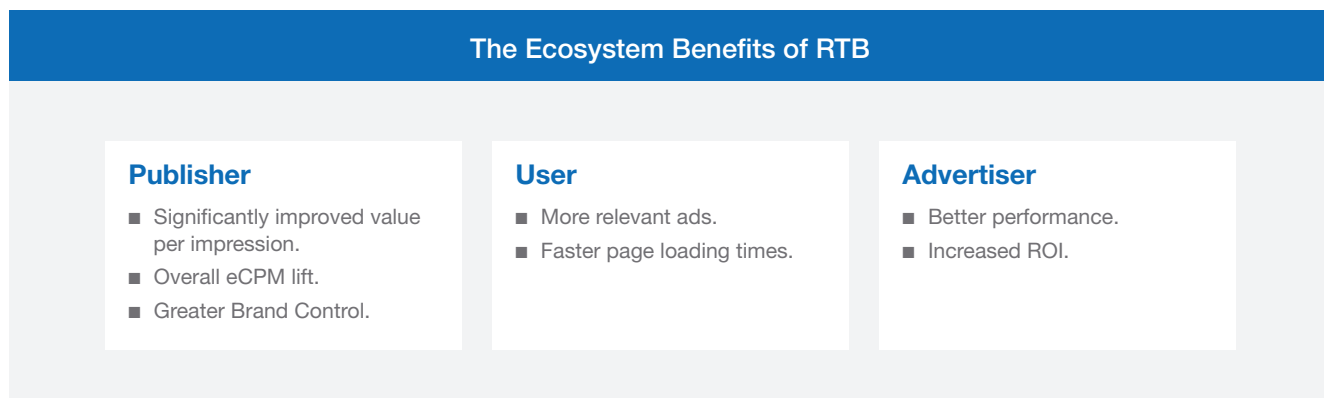 The Ecosystem Benefits of RTB
Publisher
■ Significantly improved value
per impression.
■ Overall eCPM lift.
■ Greater Brand Control.
User
■ More relevant ads.
■ Faster page loading times.
Advertiser
■ Better performance.
■ Increased ROI.